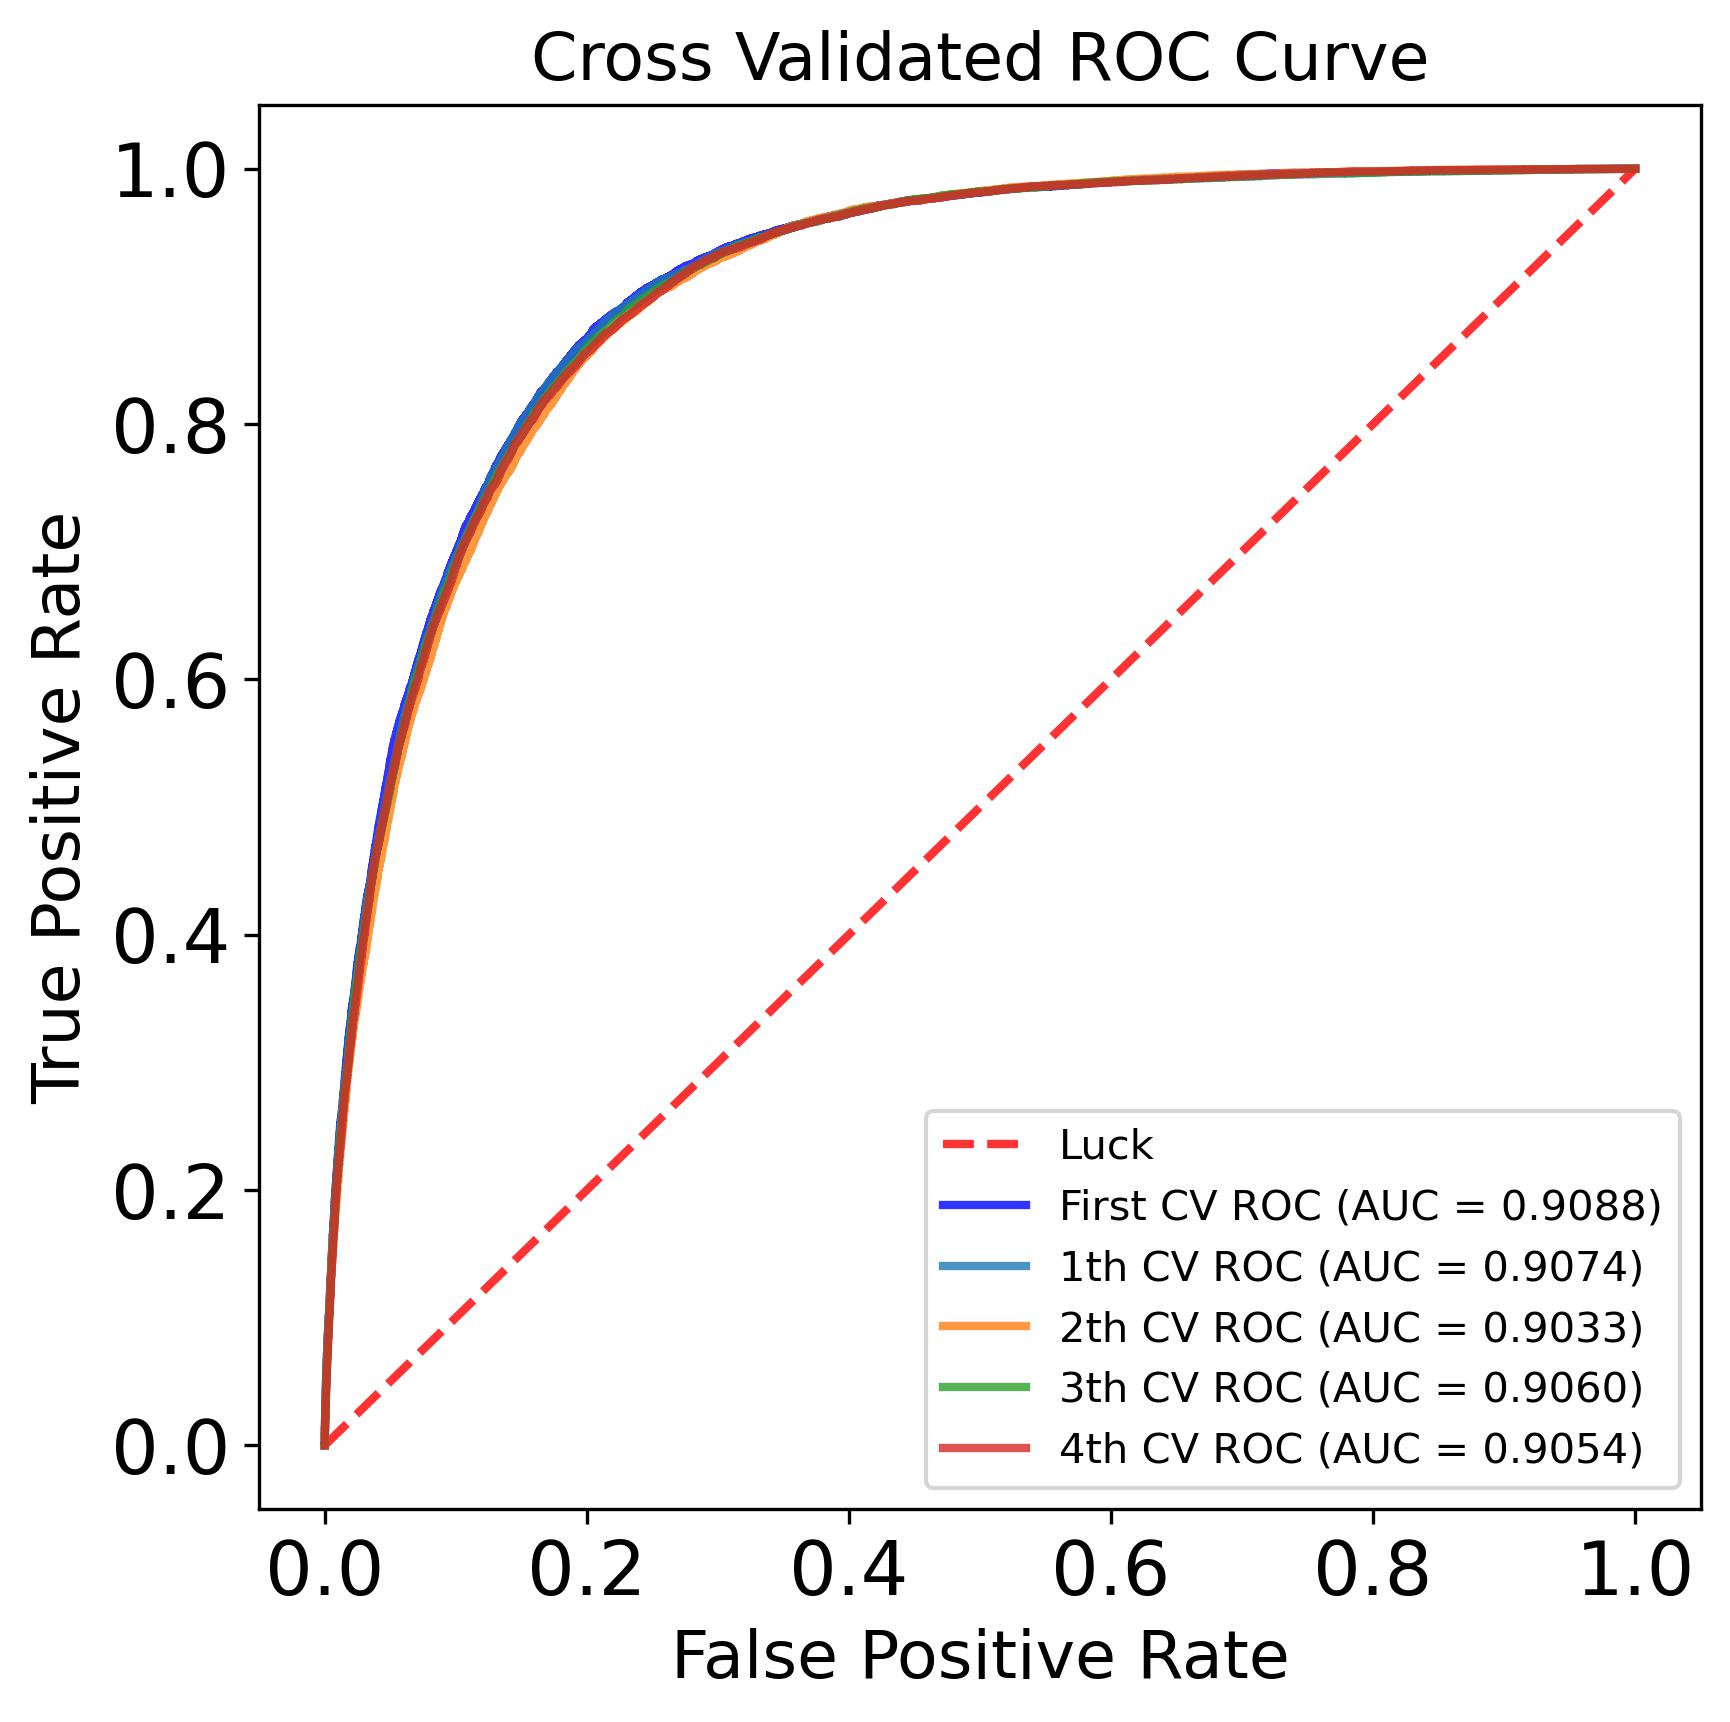 Cross Validated ROC Curve
True Positive Rate
1.0
0.8
0.6
0.4
0.2
0.0
Luck
First CV ROC (AUC = 0.9088)
1th CV ROC (AUC = 0.9074)
2th CV ROC (AUC = 0.9033)
3th CV ROC (AUC = 0.9060)
4th CV ROC (AUC = 0.9054)
0.0 0.2 0.4 0.6 0.8 1.0
False Positive Rate